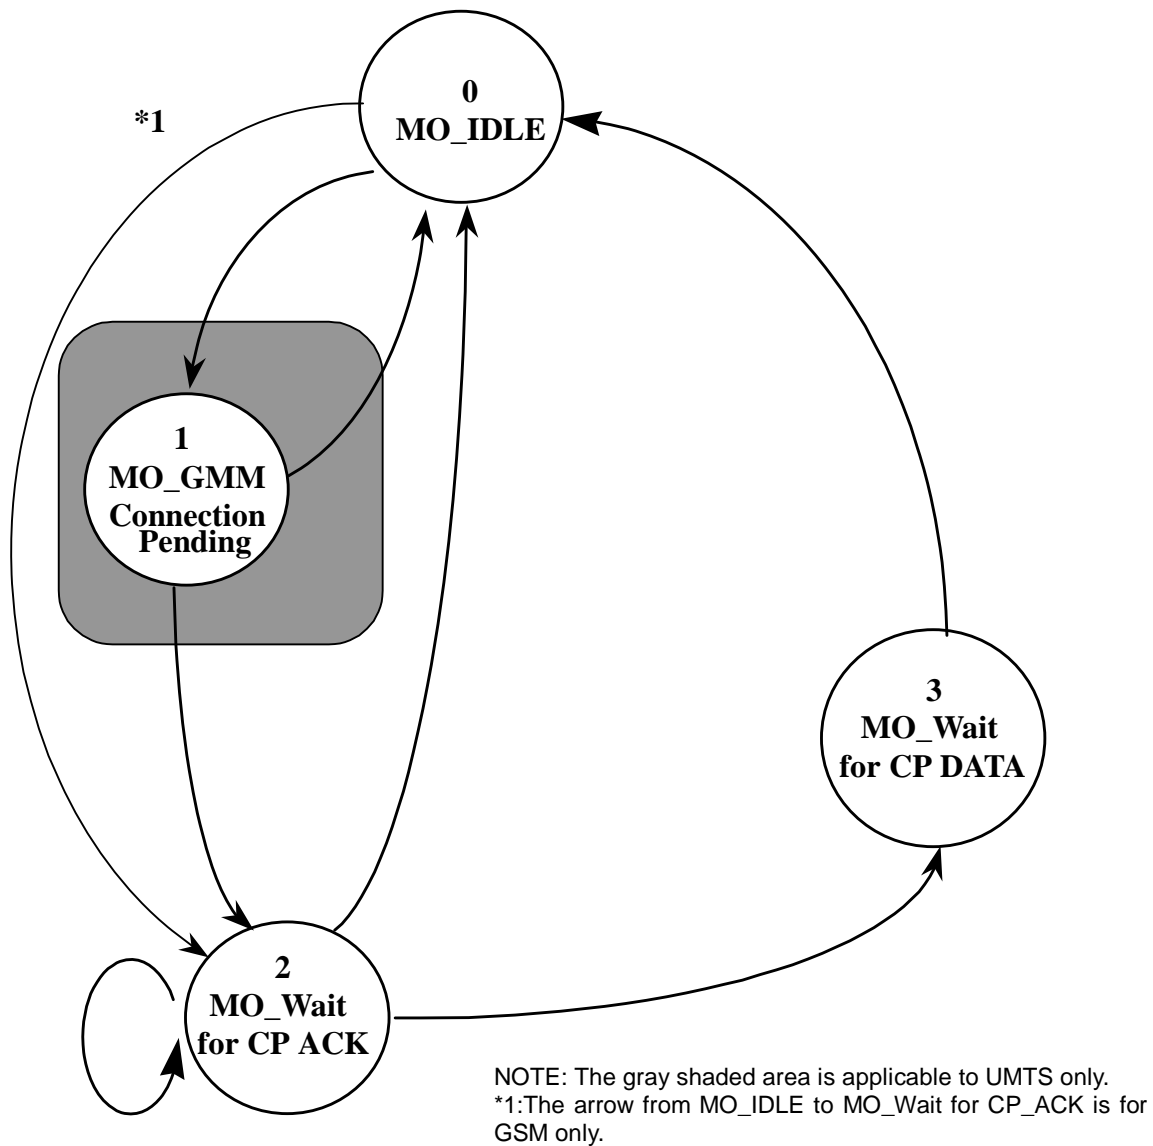 0
MO_IDLE
*1
1
MO_GMM
Connection
Pending
3
MO_Wait
for CP DATA
2
MO_Wait
for CP ACK
NOTE: The gray shaded area is applicable to UMTS only.
*1:The arrow from MO_IDLE to MO_Wait for CP_ACK is for
GSM only.